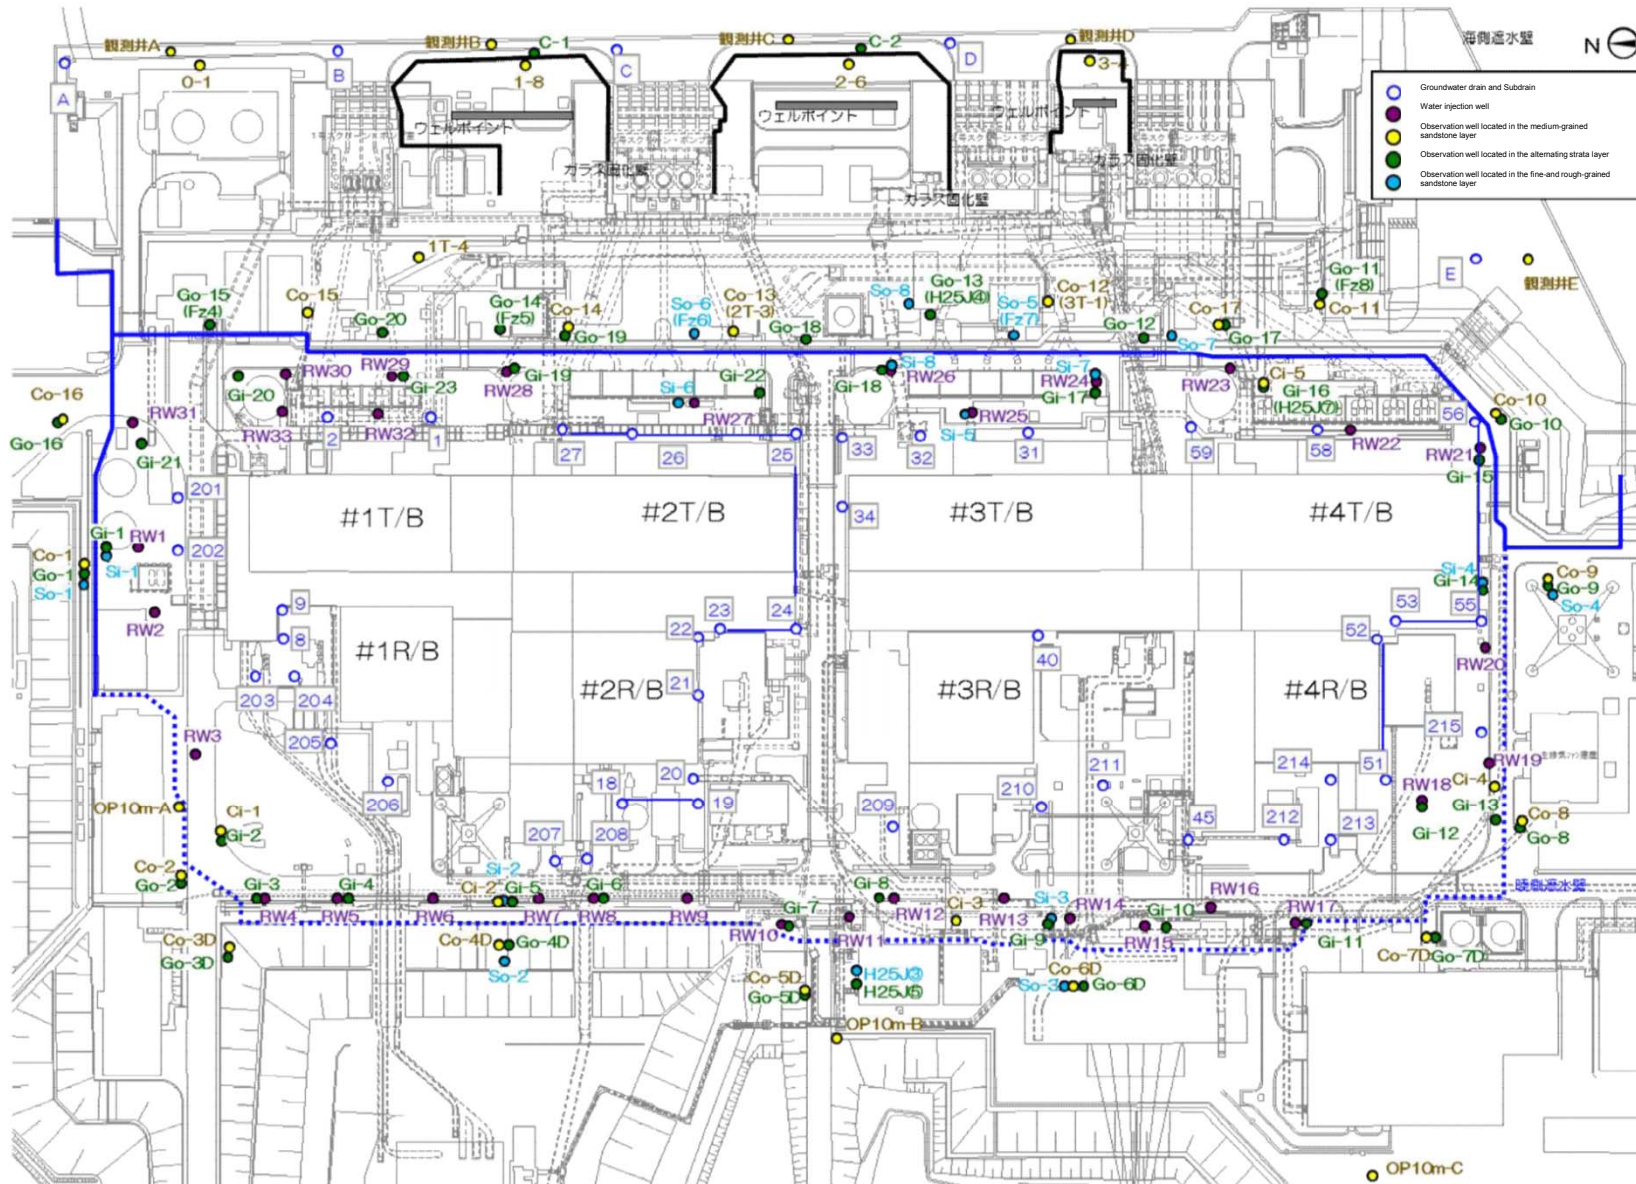 海側遮水壁
N
Groundwater drain and Subdrain
Water injection well
Observation well located in the medium-grained
sandstone layer
Observation well located in the alternating strata layer
Observation well located in the fine-and rough-grained
sandstone layer
観測井A
0-1
A
B
観測井B
C-1
1-8
C
観測井C
C-2
2-6
D
観測井D
ウェルポイント
ウェルポイント
ウェルポイント
ガラス固化壁
ガラス固化壁
ガラス固化壁
1T-4
E
観測井E
Go-15
(Fz4)
Co-15
Go-20
Go-14
(Fz5)
Co-14
Go-19
So-6
(Fz6)
Co-13
(2T-3)
Go-18
So-8
Go-13
(H25J④)
So-5
(Fz7)
Co-12
(3T-1)
Go-12
So-7
Co-17
Go-17
Go-11
(Fz8)
Co-11
Co-16
Go-16
RW31
Gi-21
Gi-20
RW30
RW33
RW29
Gi-23
RW32
RW28
Gi-19
Si-6
RW27
Gi-22
Gi-18
Si-8
RW26
RW25
Si-5
Si-7
RW24
Gi-17
RW23
Ci-5
Gi-16
(H25J⑦)
RW22
56
Co-10
Go-10
RW21
Gi-15
2
1
27
26
25
33
32
31
59
58
201
202
34
#1T/B
#2T/B
#3T/B
#4T/B
Gi-1
RW1
Co-1
Go-1
So-1
Si-1
RW2
Si-4
Gi-14
Co-9
Go-9
So-4
9
8
203
204
205
206
#1R/B
#2R/B
#3R/B
#4R/B
22
23
24
21
40
52
53
55
RW20
215
RW3
OP10m-A
Ci-1
Gi-2
Co-2
Go-2
18
20
19
207
208
209
210
211
45
212
213
214
51
RW18
Gi-12
RW19
Ci-4
Gi-13
Co-8
Go-8
陸側遮水壁
Gi-3
RW4
Gi-4
RW5
RW6
Ci-2
Si-2
Gi-5
RW7
Gi-6
RW8
RW9
Gi-7
RW10
Gi-8
RW11
RW12
Ci-3
RW13
Si-3
Gi-9
RW14
Gi-10
RW15
RW16
RW17
Gi-11
Co-3D
Go-3D
Co-4D
Go-4D
So-2
Co-5D
Go-5D
H25J③
H25J⑤
So-3
Co-6D
Go-6D
Co-7D
Go-7D
OP10m-B
OP10m-C